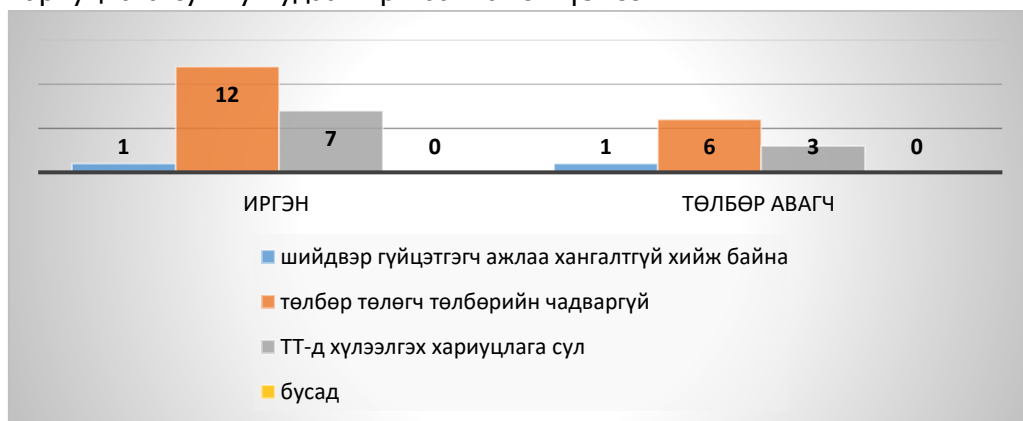 12
1
7
0
1
6
3
0
ИРГЭН
ТӨЛБӨР АВАГЧ
шийдвэр гүйцэтгэгч ажлаа хангалтгүй хийж байна
төлбөр төлөгч төлбөрийн чадваргүй
ТТ-д хүлээлгэх хариуцлага сул
бусад